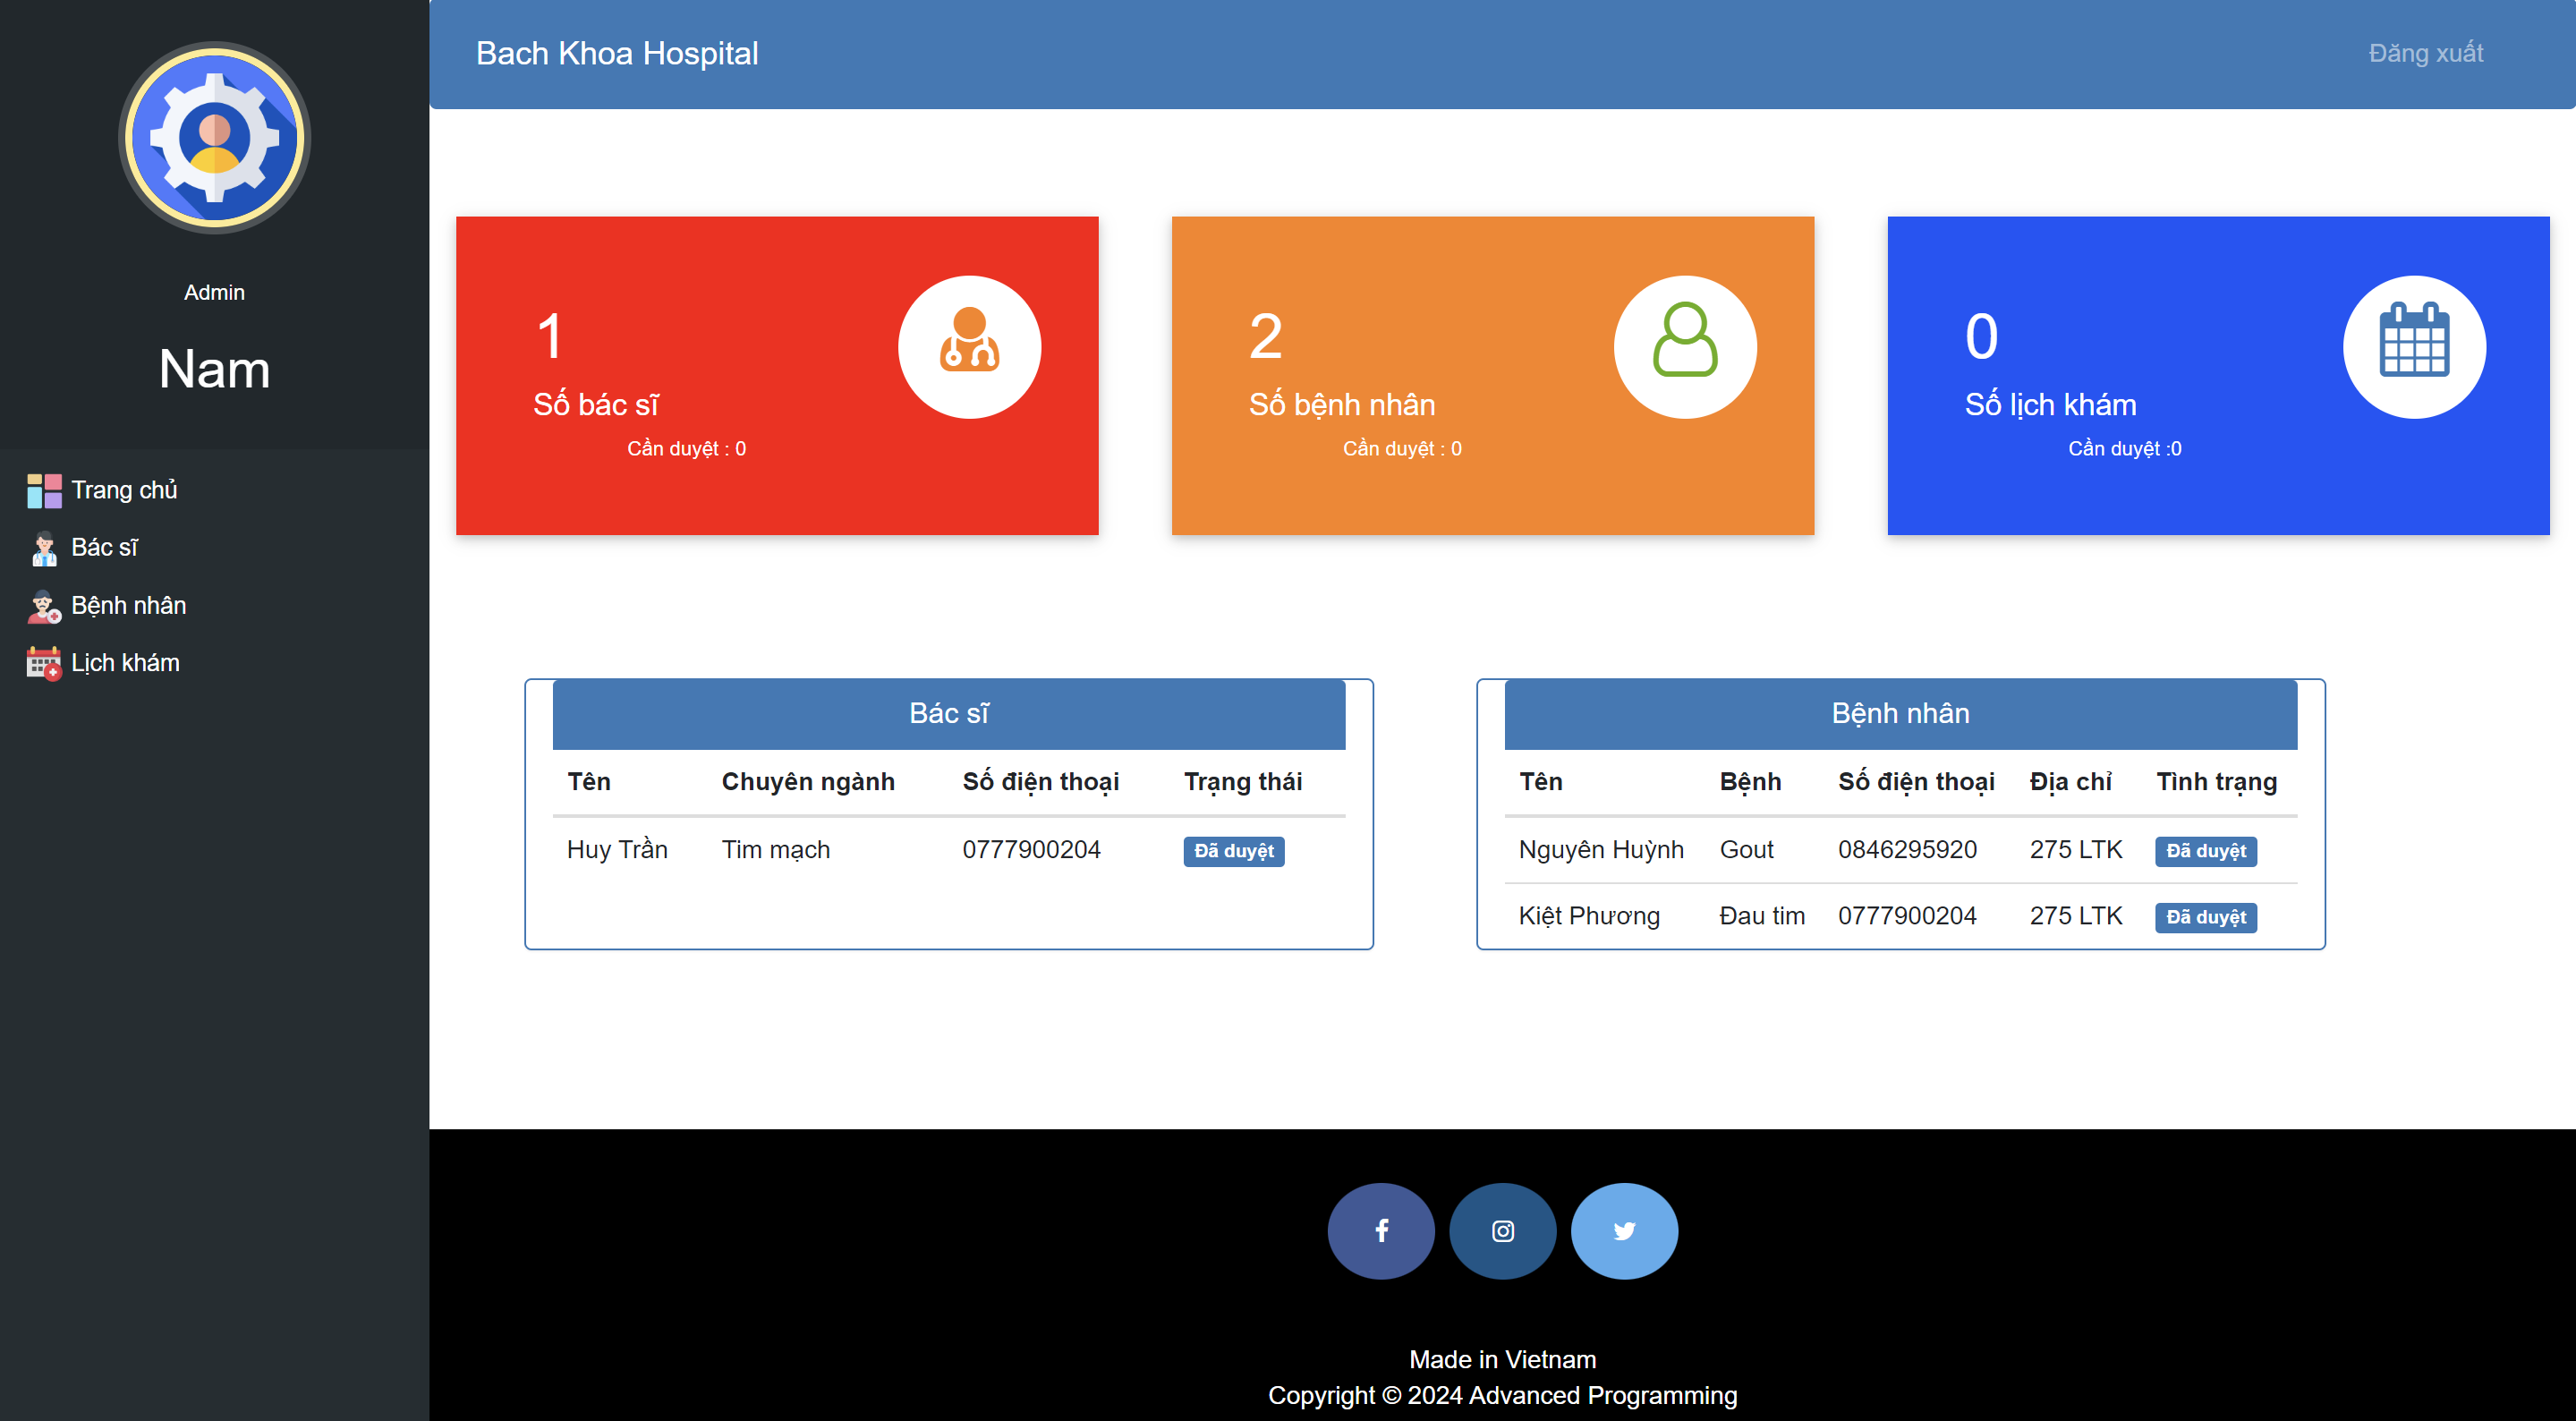 Bach Khoa Hospital
Đăng xuất
Admin
Nam
Trang chủ
Bác sĩ
Bệnh nhân
Lịch khám
1
Số bác sĩ
Cần duyệt : 0
2
Số bệnh nhân
Cần duyệt : 0
0
Số lịch khám
Cần duyệt :0
Bác sĩ
Tên Chuyên ngành Số điện thoại Trạng thái
Huy Trần Tim mạch 0777900204 Đã duyệt
Bệnh nhân
Tên Bệnh Số điện thoại Địa chỉ Tình trạng
Nguyên Huỳnh Gout 0846295920 275 LTK Đã duyệt
Kiệt Phương Đau tim 0777900204 275 LTK Đã duyệt
Made in Vietnam
Copyright © 2024 Advanced Programming